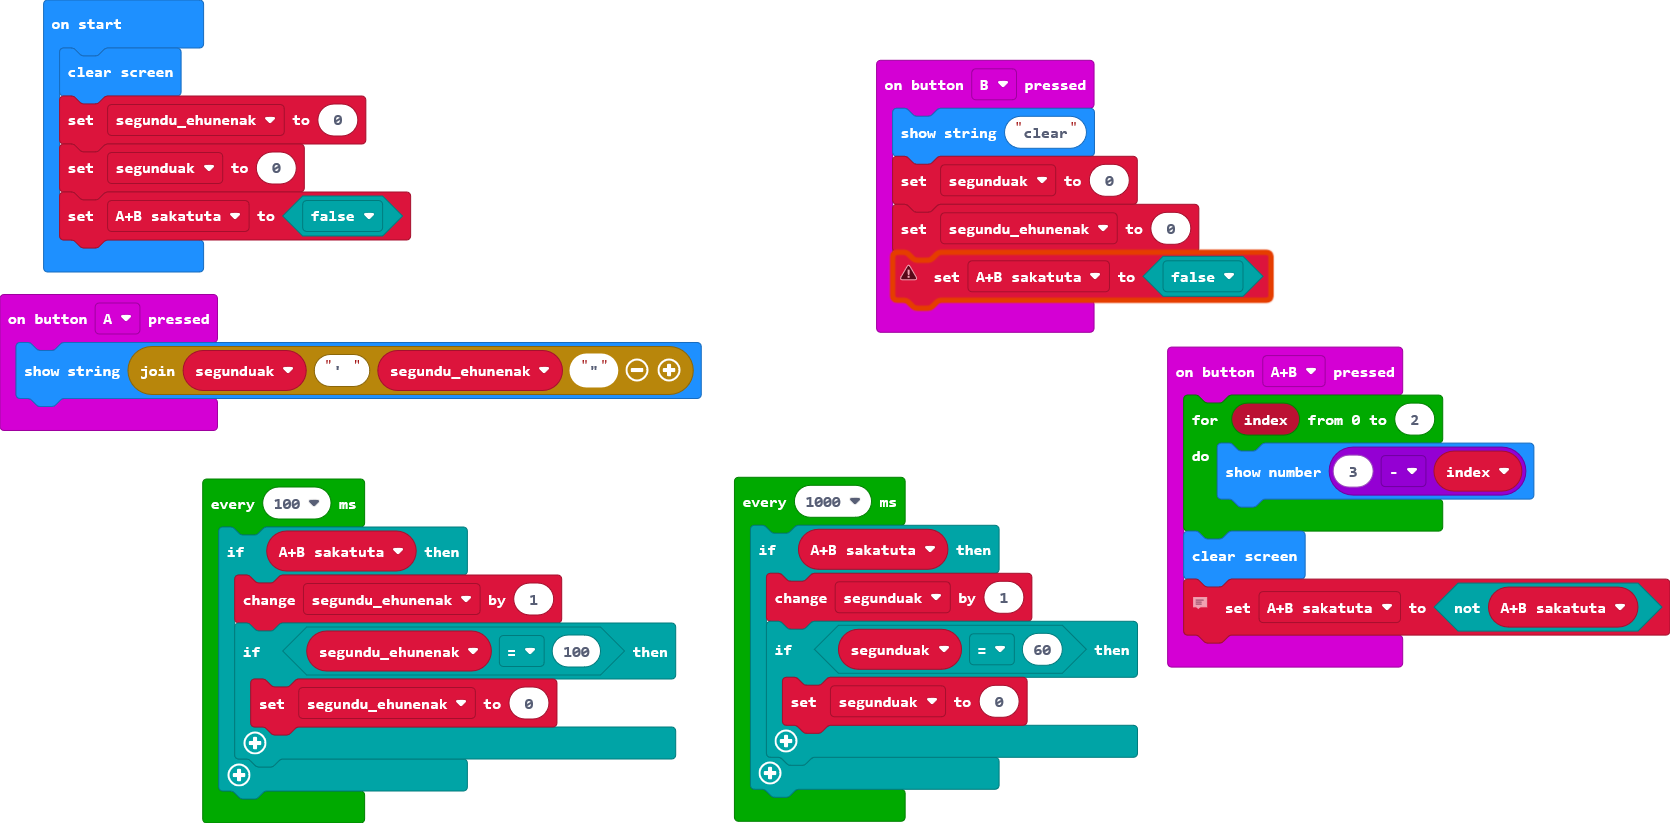 on start
clear screen
set segundu_ehunenak to 0
set segunduak to 0
set A+B sakatuta to false
on button A pressed
show string join segunduak "' " segundu_ehunenak """
on button B pressed
show string "clear"
set segunduak to 0
set segundu_ehunenak to 0
set A+B sakatuta to false
on button A+B pressed
for index from 0 to 2
do show number 3 - index
clear screen
set A+B sakatuta to not A+B sakatuta
every 100 ms
if A+B sakatuta then
change segundu_ehunenak by 1
if segundu_ehunenak = 100 then
set segundu_ehunenak to 0
every 1000 ms
if A+B sakatuta then
change segunduak by 1
if segunduak = 60 then
set segunduak to 0